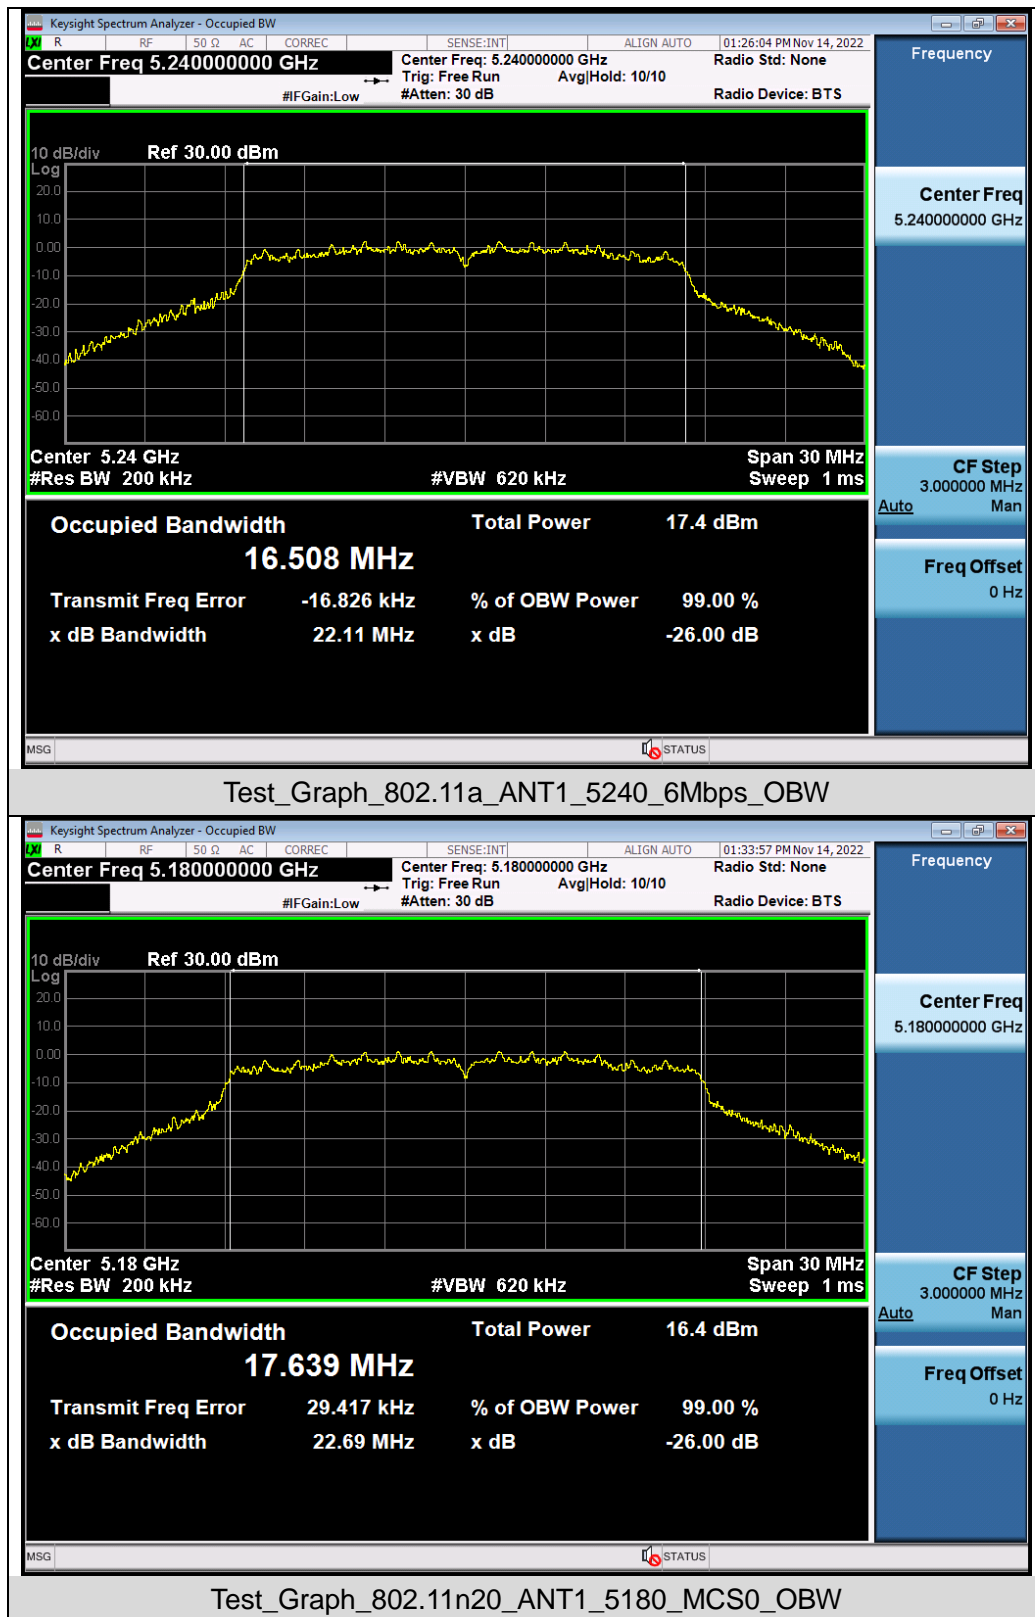 Keysight Spectrum Analyzer - Occupied BW
LXI R RF 50 Ω AC CORREC SENSE:INT ALIGN AUTO 01:26:04 PM Nov 14, 2022
Center Freq 5.240000000 GHz
Center Freq: 5.240000000 GHz Radio Std: None
Trig: Free Run Avg|Hold: 10/10
#IFGain:Low #Atten: 30 dB Radio Device: BTS
Frequency
10 dB/div Ref 30.00 dBm
Log
20.0
10.0
0.00
-10.0
-20.0
-30.0
-40.0
-50.0
-60.0
Center 5.24 GHz Span 30 MHz
#Res BW 200 kHz #VBW 620 kHz Sweep 1 ms
Center Freq
5.240000000 GHz
CF Step
3.000000 MHz
Auto Man
Freq Offset
0 Hz
Occupied Bandwidth Total Power 17.4 dBm
16.508 MHz
Transmit Freq Error -16.826 kHz % of OBW Power 99.00 %
x dB Bandwidth 22.11 MHz x dB -26.00 dB
MSG STATUS
Test_Graph_802.11a_ANT1_5240_6Mbps_OBW
Keysight Spectrum Analyzer - Occupied BW
LXI R RF 50 Ω AC CORREC SENSE:INT ALIGN AUTO 01:33:57 PM Nov 14, 2022
Center Freq 5.180000000 GHz
Center Freq: 5.180000000 GHz Radio Std: None
Trig: Free Run Avg|Hold: 10/10
#IFGain:Low #Atten: 30 dB Radio Device: BTS
Frequency
10 dB/div Ref 30.00 dBm
Log
20.0
10.0
0.00
-10.0
-20.0
-30.0
-40.0
-50.0
-60.0
Center 5.18 GHz Span 30 MHz
#Res BW 200 kHz #VBW 620 kHz Sweep 1 ms
Center Freq
5.180000000 GHz
CF Step
3.000000 MHz
Auto Man
Freq Offset
0 Hz
Occupied Bandwidth Total Power 16.4 dBm
17.639 MHz
Transmit Freq Error 29.417 kHz % of OBW Power 99.00 %
x dB Bandwidth 22.69 MHz x dB -26.00 dB
MSG STATUS
Test_Graph_802.11n20_ANT1_5180_MCS0_OBW